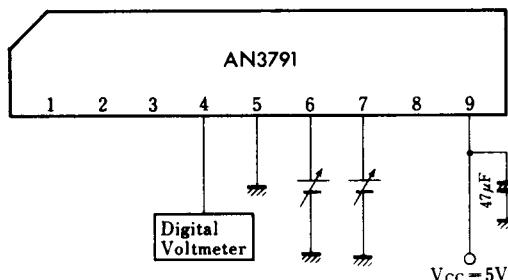 AN3791
1 2 3 4 5 6 7 8 9
47μF
Digital
Voltmeter
VCC=5V